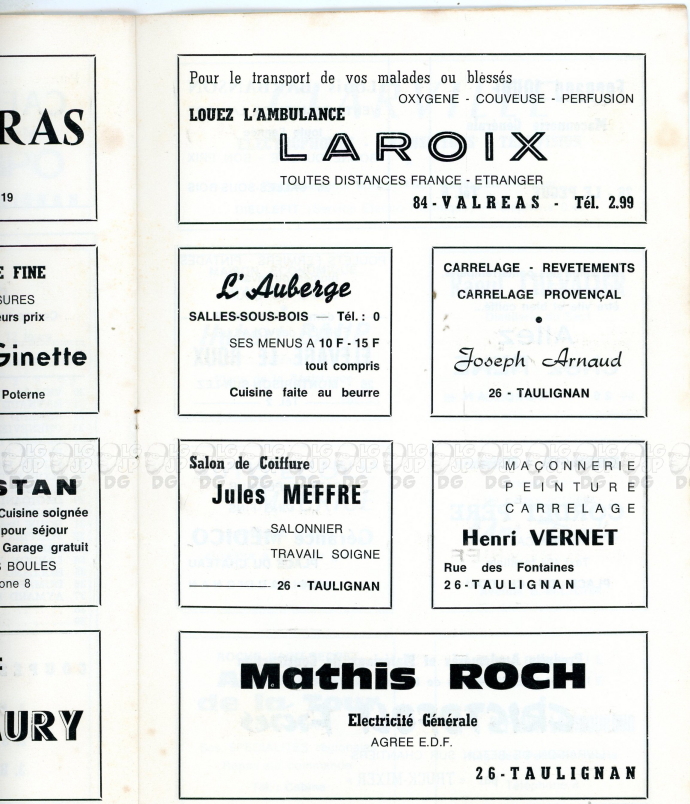 RAS
19
E FINE
SURES
eurs prix
Ginette
Poterne
STAN
Cuisine soignée
pour séjour
Garage gratuit
S BOULES
one 8
URY
Pour le transport de vos malades ou blessés
OXYGENE - COUVEUSE - PERFUSION
LOUEZ L'AMBULANCE
LAROIX
TOUTES DISTANCES FRANCE - ETRANGER
84 - VALREAS - Tél. 2.99
L'Auberge
SALLES-SOUS-BOIS — Tél. : 0
SES MENUS A 10 F - 15 F
tout compris
Cuisine faite au beurre
CARRELAGE - REVETEMENTS
CARRELAGE PROVENÇAL
•
Joseph Arnaud
26 - TAULIGNAN
Salon de Coiffure
Jules MEFFRE
SALONNIER
TRAVAIL SOIGNE
26 - TAULIGNAN
MAÇONNERIE
PEINTURE
CARRELAGE
Henri VERNET
Rue des Fontaines
26-TAULIGNAN
Mathis ROCH
Electricité Générale
AGREE E.D.F.
26-TAULIGNAN